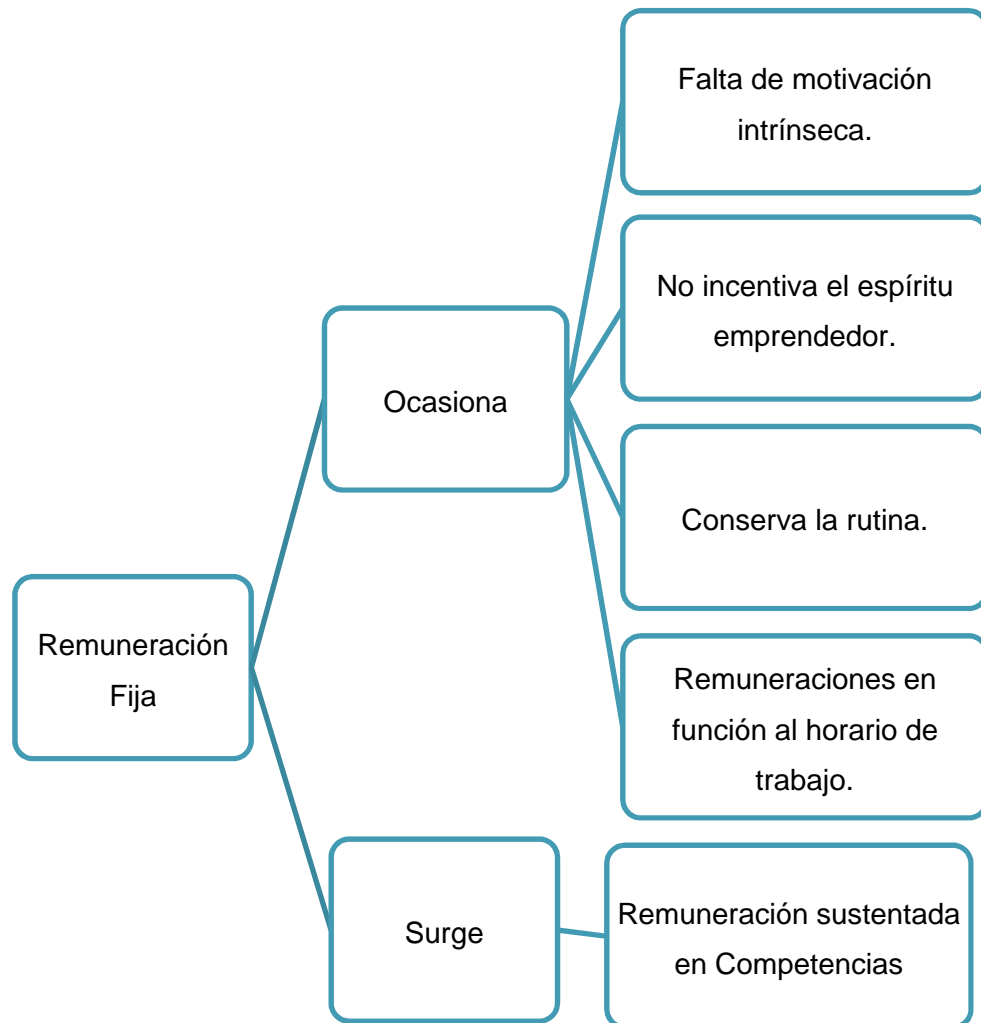 Falta de motivación
intrínseca.
No incentiva el espíritu
emprendedor.
Ocasiona
Conserva la rutina.
Remuneración
Fija
Remuneraciones en
función al horario de
trabajo.
Surge
Remuneración sustentada
en Competencias